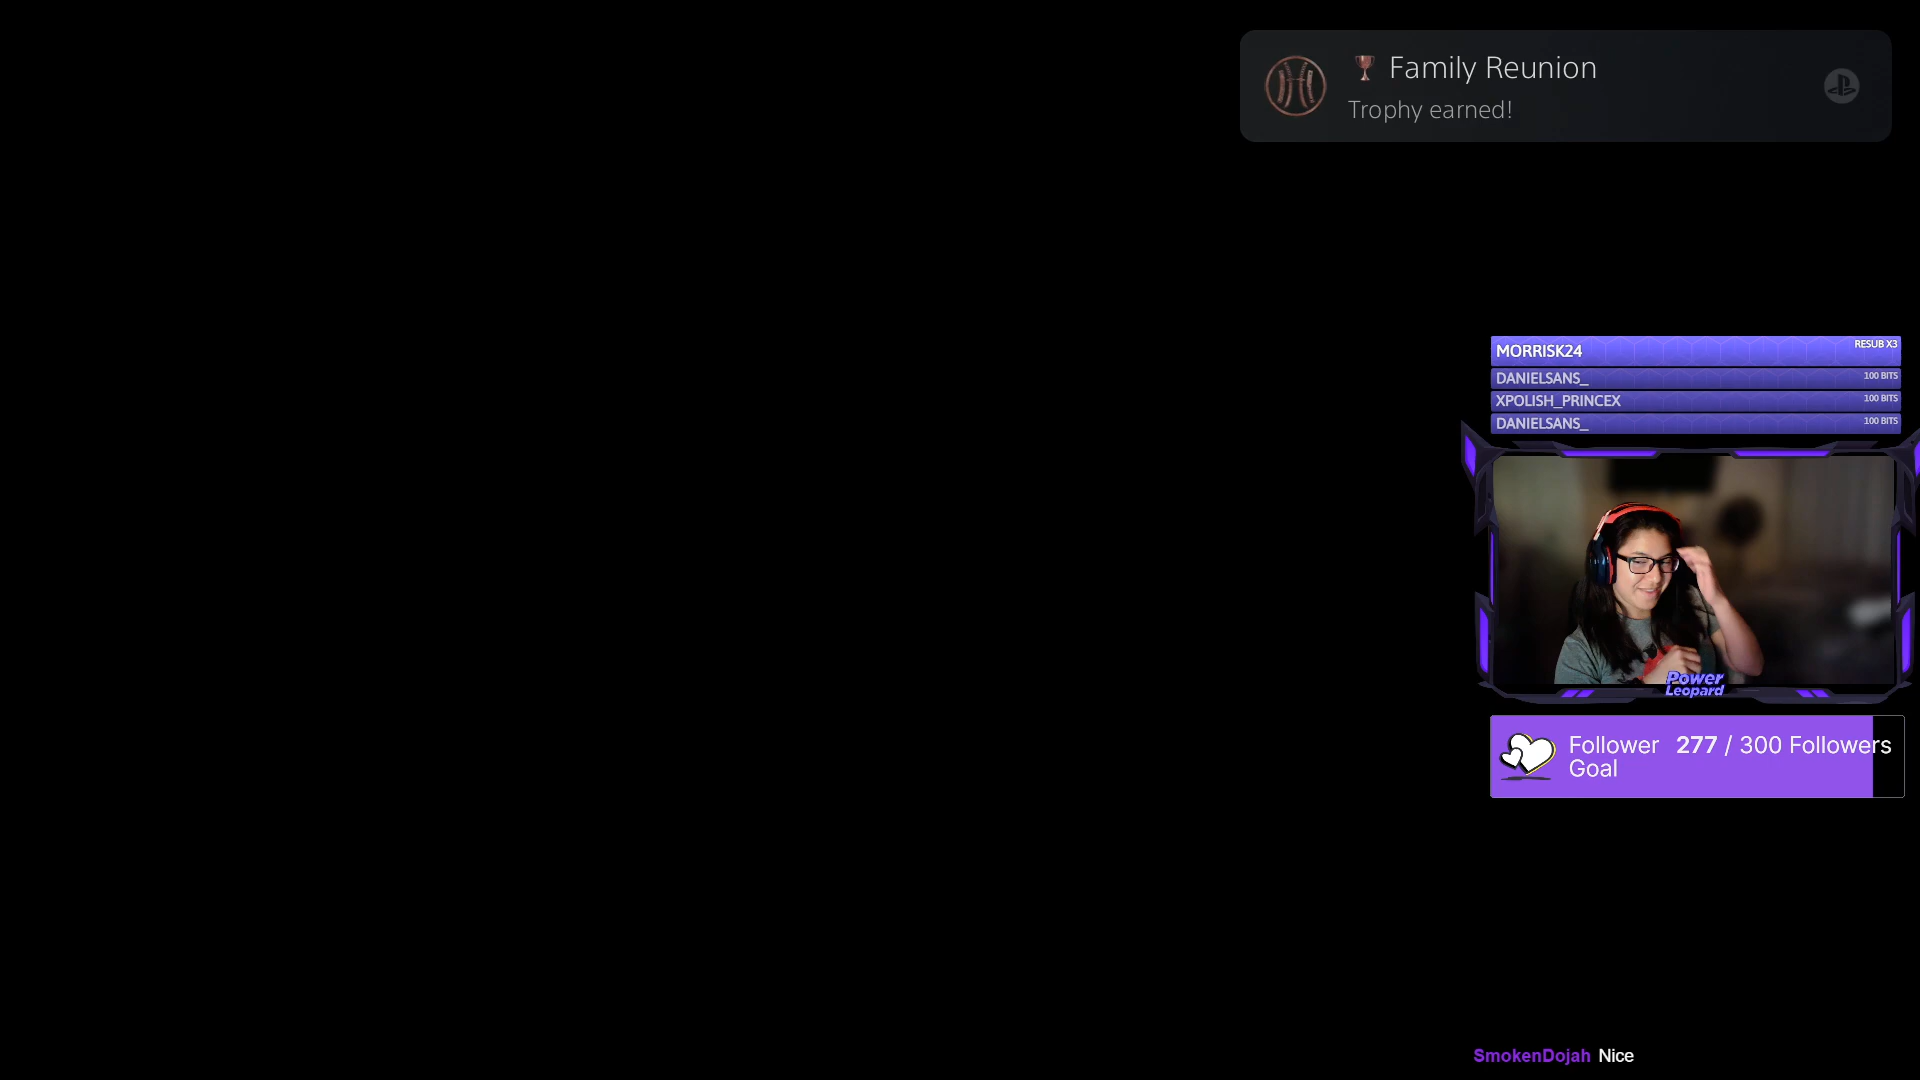 Family Reunion
Trophy earned!
MORRISK24 RESUB X3
DANIELSANS_ 100 BITS
XPOLISH_PRINCEX 100 BITS
DANIELSANS_ 100 BITS
Power
Leopard
Follower 277 / 300 Followers
Goal
SmokenDojah Nice